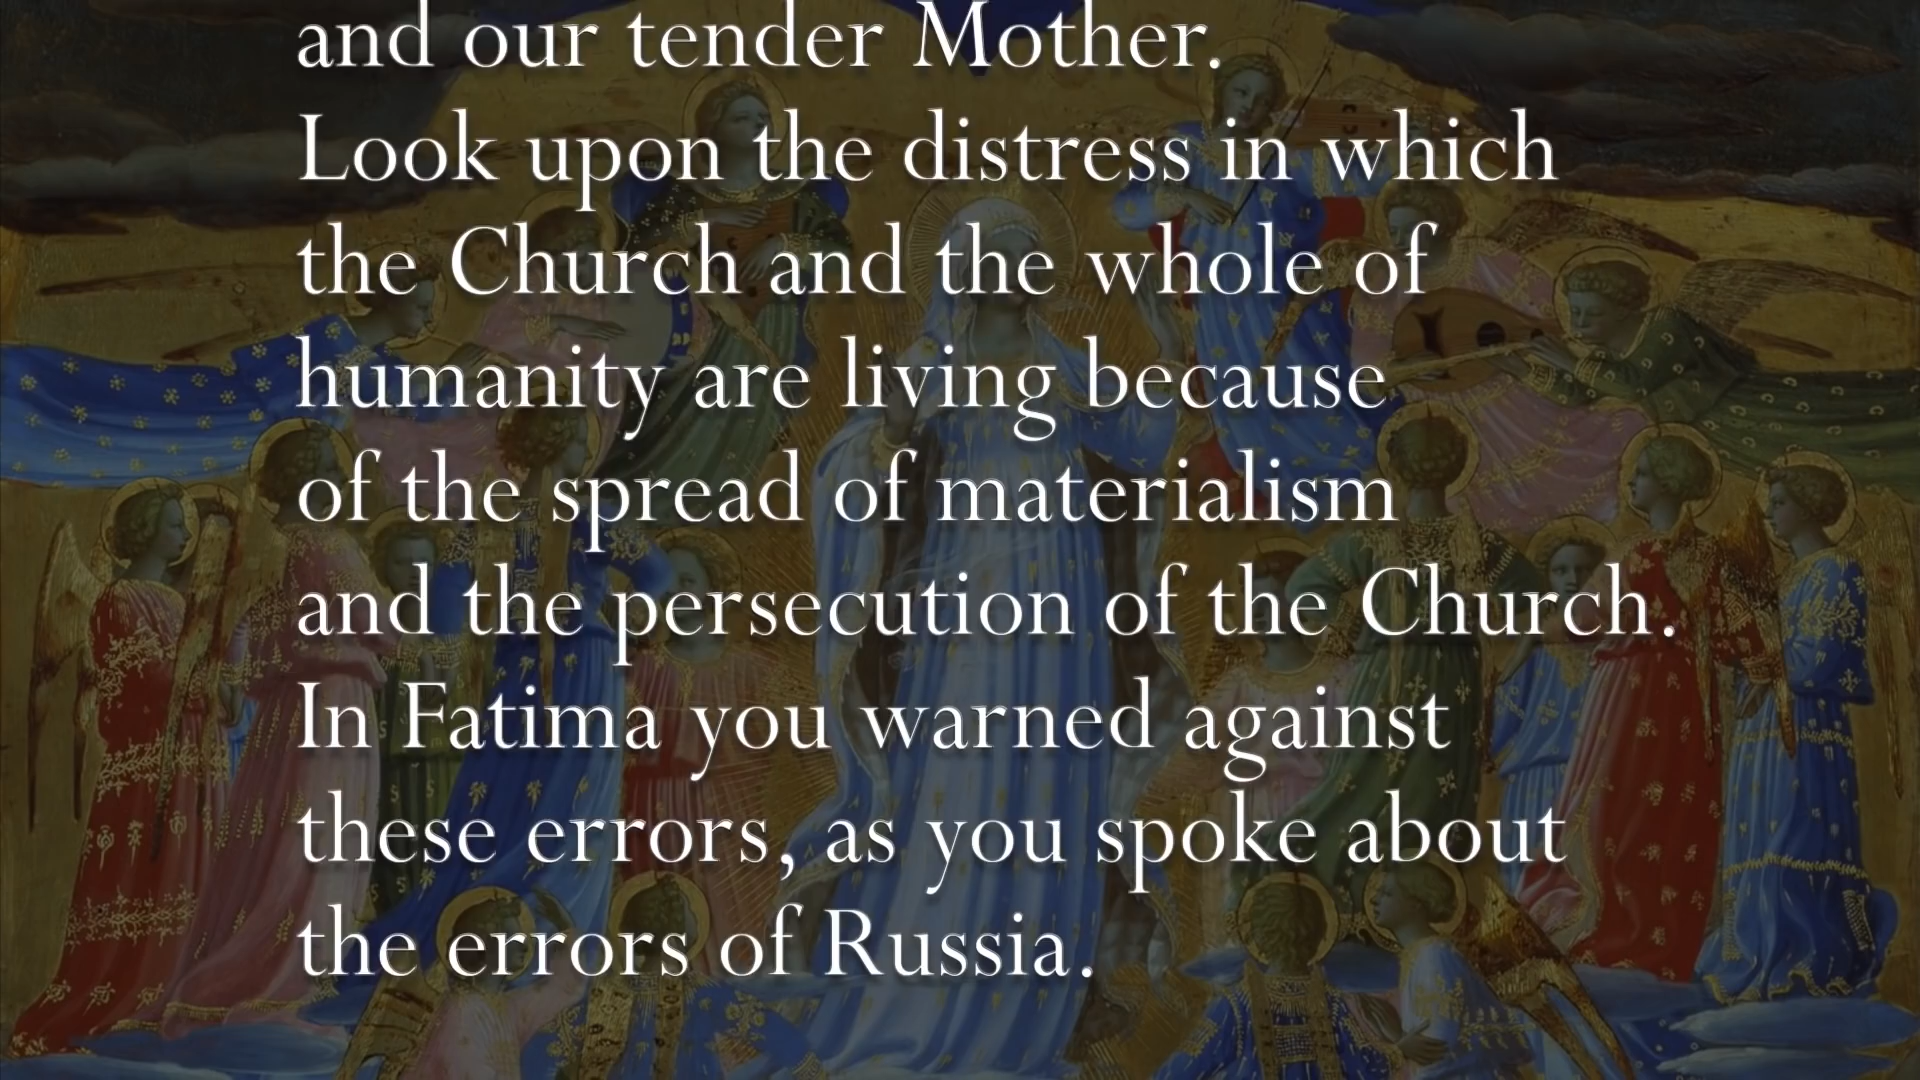 and our tender Mother.
Look upon the distress in which
the Church and the whole of
humanity are living because
of the spread of materialism
and the persecution of the Church.
In Fatima you warned against
these errors, as you spoke about
the errors of Russia.